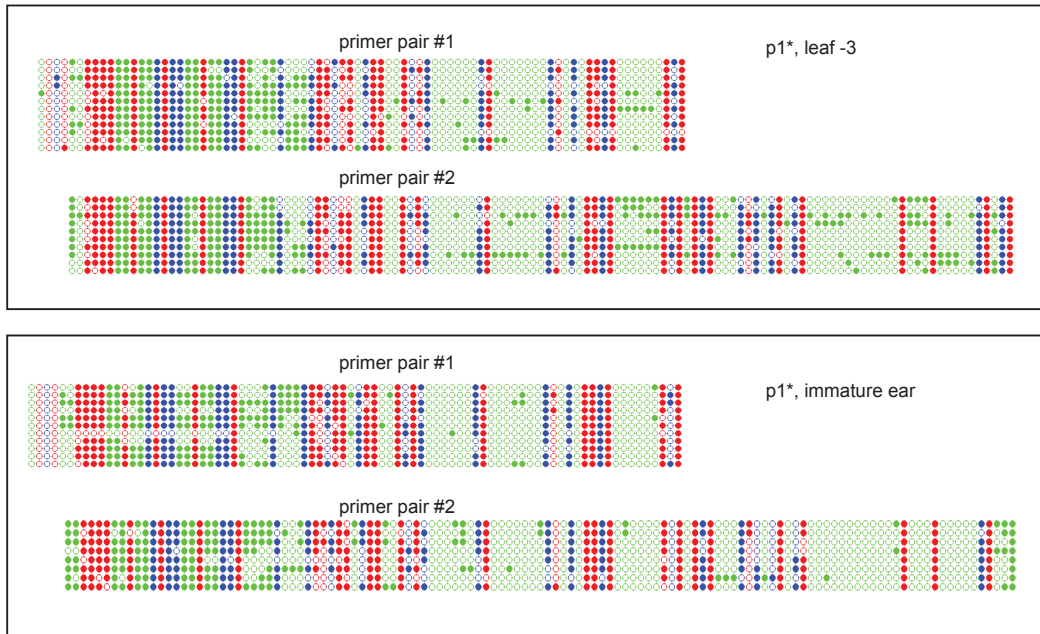 primer pair #1
p1*, leaf -3
primer pair #2
primer pair #1
p1*, immature ear
primer pair #2